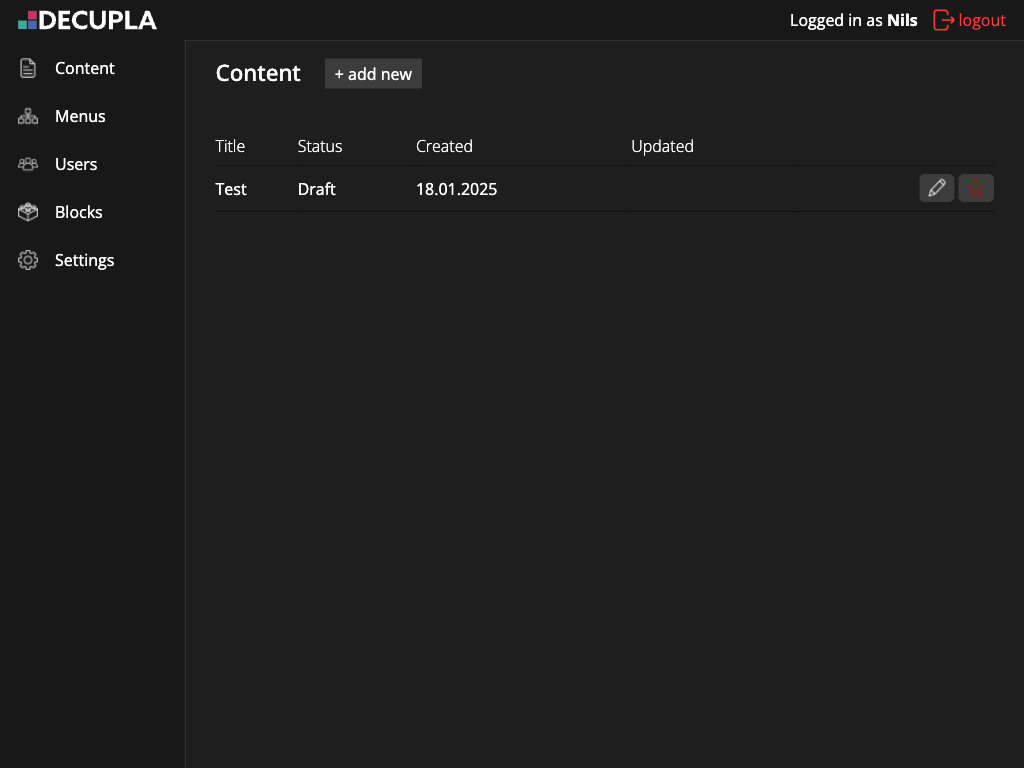 DECUPLA
Logged in as Nils logout
Content
Menus
Users
Blocks
Settings
Content + add new
Title Status Created Updated
Test Draft 18.01.2025